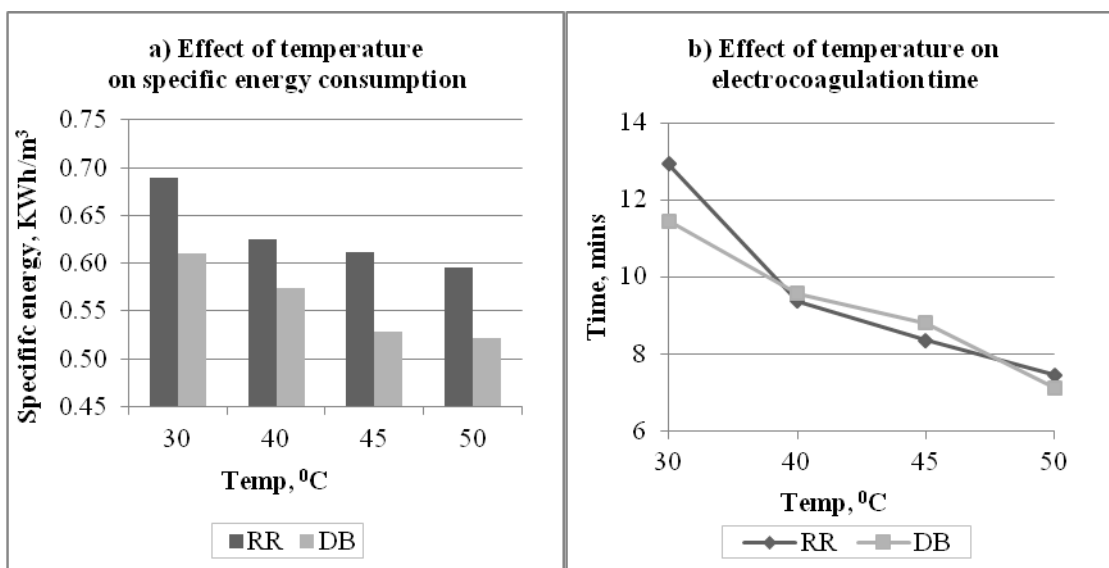 a) Effect of temperature
on specific energy consumption
Specififc energy, KWh/m³
0.75
0.70
0.65
0.60
0.55
0.50
0.45
30 40 45 50
Temp, ⁰C
RR DB
b) Effect of temperature on
electrocoagulation time
Time, mins
14
12
10
8
6
30 40 45 50
Temp, ⁰C
RR DB